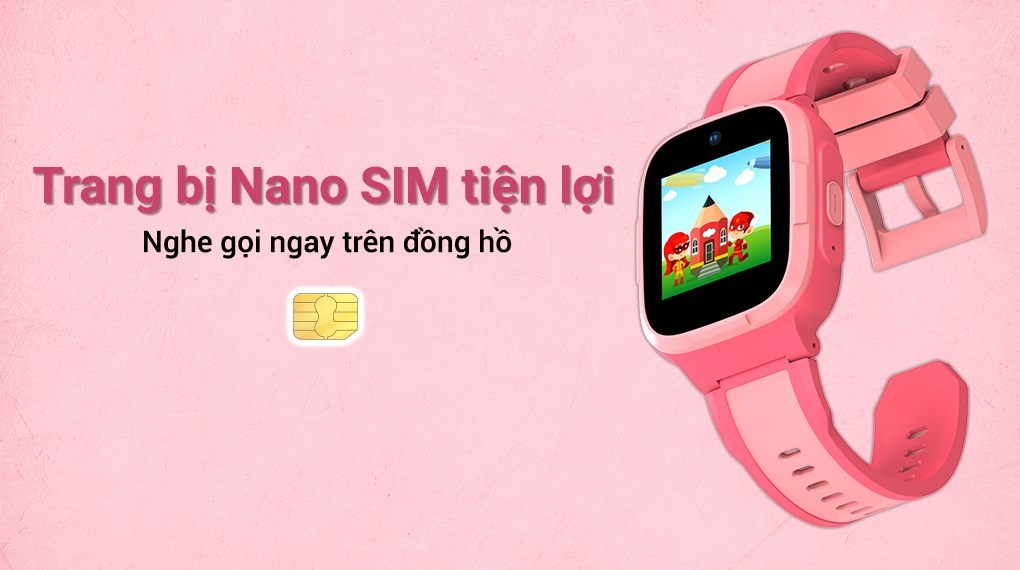 Trang bị Nano SIM tiện lợi
Nghe gọi ngay trên đồng hồ